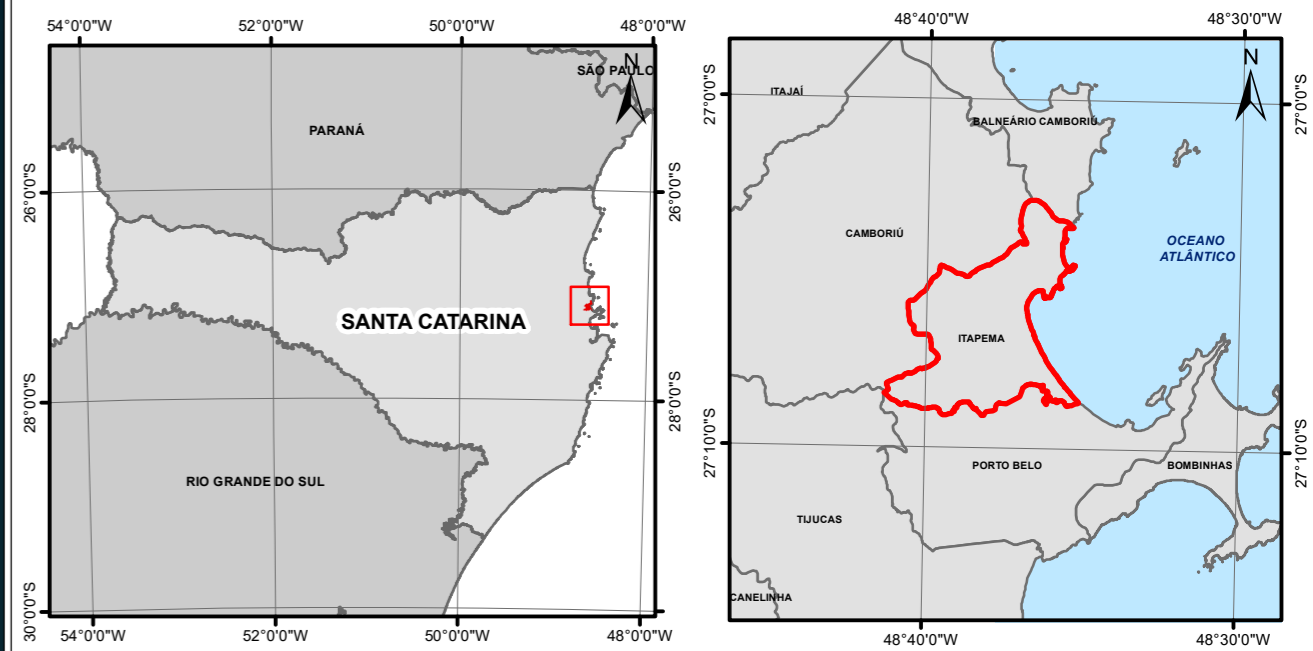 54°0'0"W
52°0'0"W
50°0'0"W
48°0'0"W
26°0'0"S
28°0'0"S
30°0'0"S
N
SÃO PAULO
PARANÁ
SANTA CATARINA
RIO GRANDE DO SUL
26°0'0"S
28°0'0"S
54°0'0"W
52°0'0"W
50°0'0"W
48°0'0"W
48°40'0"W
48°30'0"W
27°0'0"S
27°10'0"S
N
ITAJAÍ
BALNEÁRIO CAMBORIÚ
CAMBORIÚ
OCEANO
ATLÂNTICO
ITAPEMA
PORTO BELO
BOMBINHAS
TIJUCAS
CANELINHA
27°0'0"S
27°10'0"S
48°40'0"W
48°30'0"W